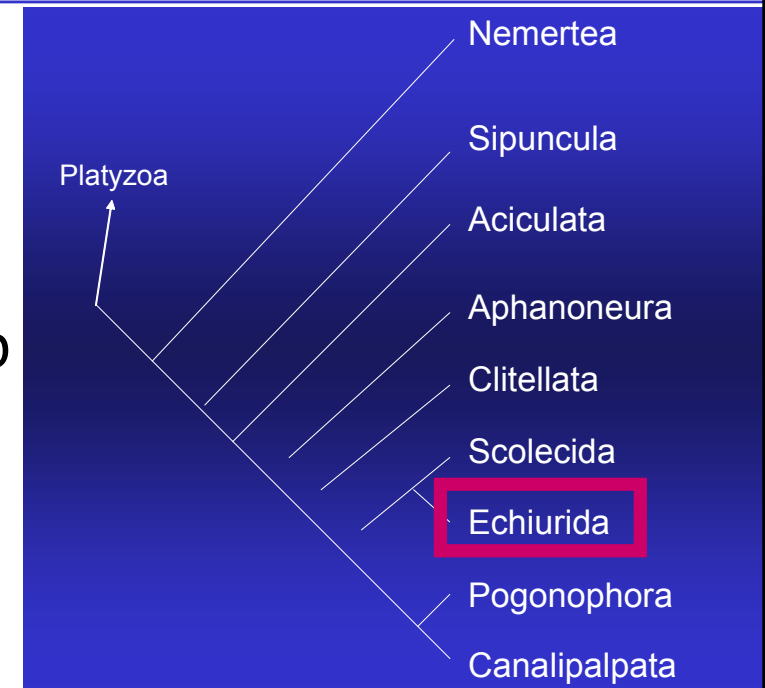 Nemertea
Sipuncula
Platyzoa
Aciculata
Aphanoneura
Clitellata
Scolecida
Echiurida
Pogonophora
Canalipalpata